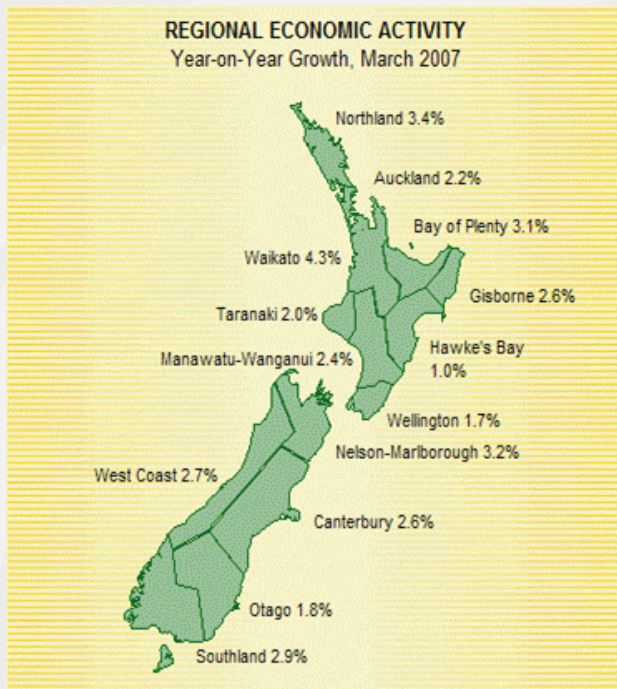 REGIONAL ECONOMIC ACTIVITY
Year-on-Year Growth, March 2007
Northland 3.4%
Auckland 2.2%
Bay of Plenty 3.1%
Waikato 4.3%
Gisborne 2.6%
Taranaki 2.0%
Hawke's Bay
1.0%
Manawatu-Wanganui 2.4%
Wellington 1.7%
Nelson-Marlborough 3.2%
West Coast 2.7%
Canterbury 2.6%
Otago 1.8%
Southland 2.9%